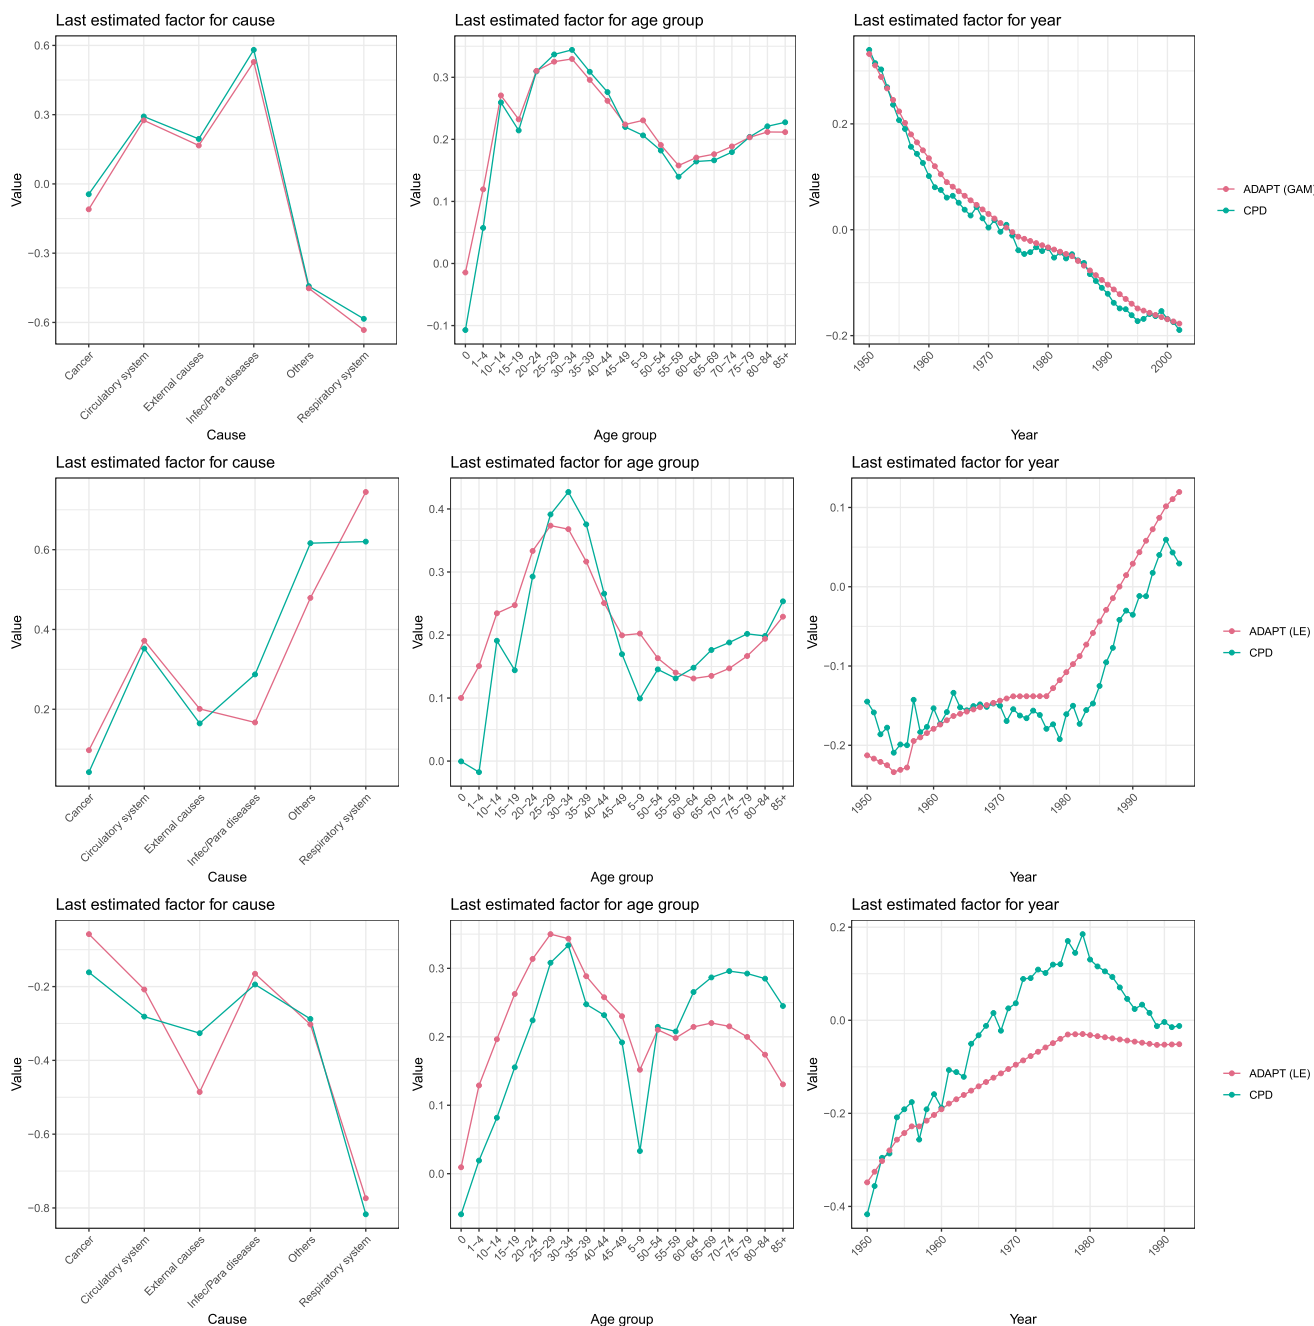 Last estimated factor for cause
Value
0.6
0.3
0.0
−0.3
−0.6
Cancer
Circulatory system
External causes
Infec/Para diseases
Others
Respiratory system
Cause
Last estimated factor for age group
Value
0.3
0.2
0.1
0.0
−0.1
0
1−4
10−14
15−19
20−24
25−29
30−34
35−39
40−44
45−49
5−9
50−54
55−59
60−64
65−69
70−74
75−79
80−84
85+
Age group
Last estimated factor for year
Value
0.2
0.0
−0.2
1950
1960
1970
1980
1990
2000
Year
ADAPT (GAM)
CPD
Last estimated factor for cause
Value
0.6
0.4
0.2
Cancer
Circulatory system
External causes
Infec/Para diseases
Others
Respiratory system
Cause
Last estimated factor for age group
Value
0.4
0.3
0.2
0.1
0.0
0
1−4
10−14
15−19
20−24
25−29
30−34
35−39
40−44
45−49
5−9
50−54
55−59
60−64
65−69
70−74
75−79
80−84
85+
Age group
Last estimated factor for year
Value
0.1
0.0
−0.1
−0.2
1950
1960
1970
1980
1990
Year
ADAPT (LE)
CPD
Last estimated factor for cause
Value
−0.2
−0.4
−0.6
−0.8
Cancer
Circulatory system
External causes
Infec/Para diseases
Others
Respiratory system
Cause
Last estimated factor for age group
Value
0.3
0.2
0.1
0.0
0
1−4
10−14
15−19
20−24
25−29
30−34
35−39
40−44
45−49
5−9
50−54
55−59
60−64
65−69
70−74
75−79
80−84
85+
Age group
Last estimated factor for year
Value
0.2
0.0
−0.2
−0.4
1950
1960
1970
1980
1990
Year
ADAPT (LE)
CPD